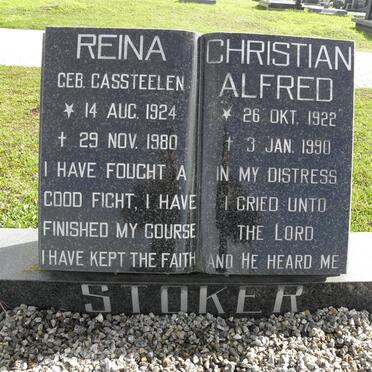 REINA
GEB. CASSTEELEN
★ 14 AUG. 1924
✝ 29 NOV. 1980
I HAVE FOUGHT A
GOOD FIGHT, I HAVE
FINISHED MY COURSE
I HAVE KEPT THE FAITH
CHRISTIAN
ALFRED
★ 26 OKT. 1922
✝ 3 JAN. 1990
IN MY DISTRESS
I CRIED UNTO
THE LORD
AND HE HEARD ME
STOKER